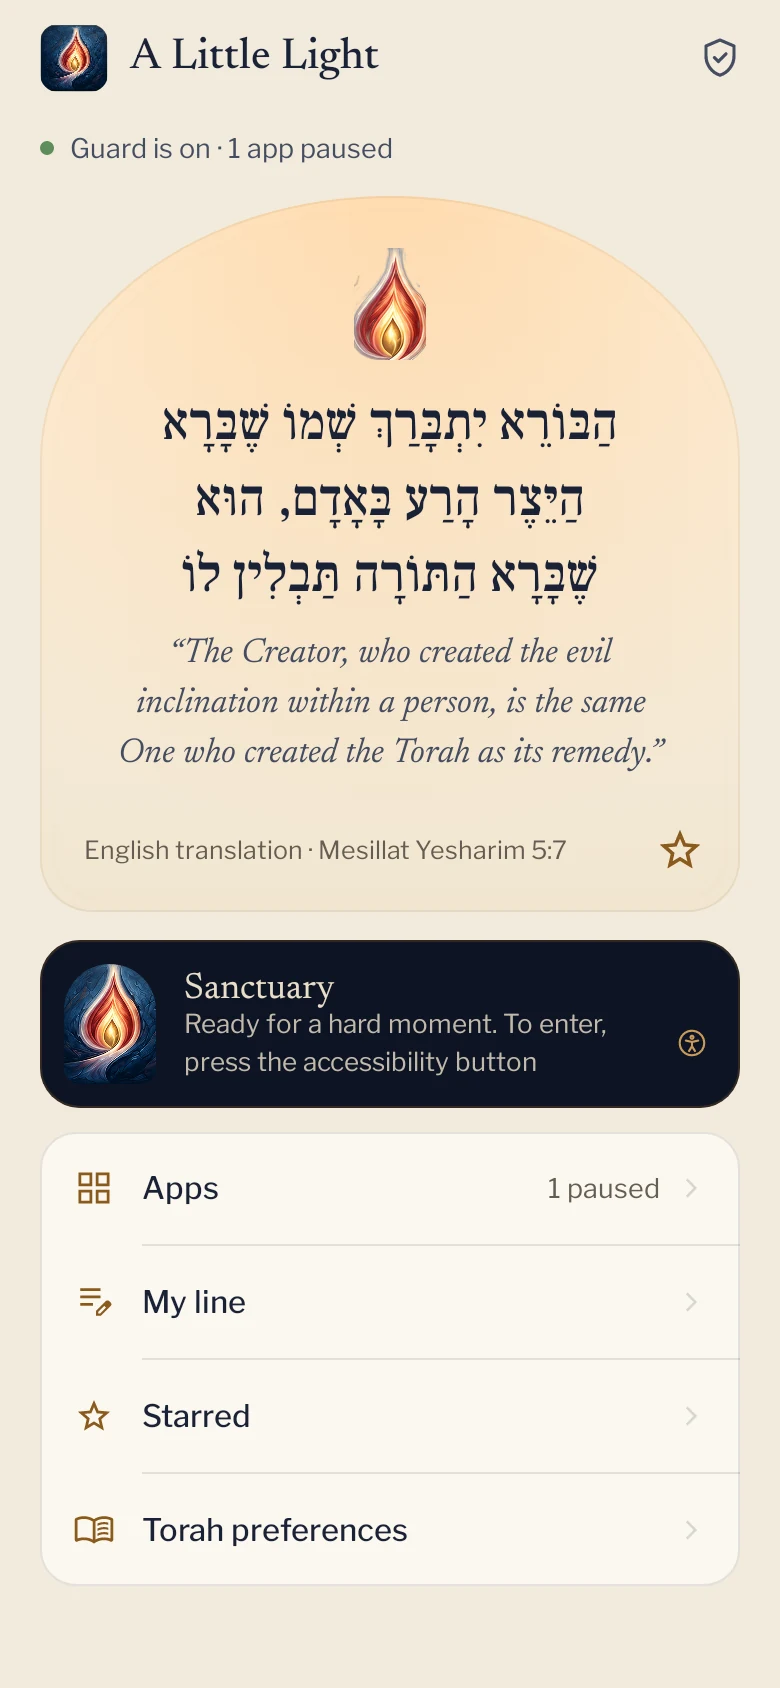 A Little Light
Guard is on · 1 app paused
הַבּוֹרֵא יִתְבָּרַךְ שְׁמוֹ שֶׁבָּרָא
הַיֵּצֶר הָרַע בָּאָדָם, הוּא
שֶׁבָּרָא הַתּוֹרָה תַּבְלִין לוֹ
“The Creator, who created the evil
inclination within a person, is the same
One who created the Torah as its remedy.”
English translation · Mesillat Yesharim 5:7
Sanctuary
Ready for a hard moment. To enter,
press the accessibility button
Apps 1 paused
My line
Starred
Torah preferences